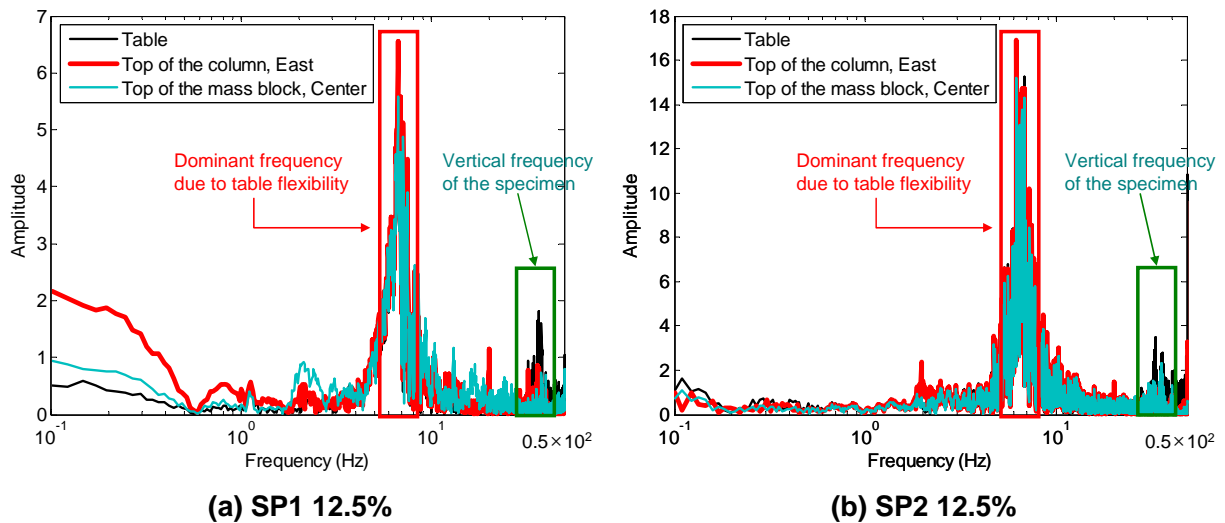 7
6
5
4
3
2
1
0
Amplitude
Table
Top of the column, East
Top of the mass block, Center
Dominant frequency
due to table flexibility
Vertical frequency
of the specimen
10^-1
10^0
10^1
0.5×10^2
Frequency (Hz)
(a) SP1 12.5%
18
16
14
12
10
8
6
4
2
0
Amplitude
Table
Top of the column, East
Top of the mass block, Center
Dominant frequency
due to table flexibility
Vertical frequency
of the specimen
10^-1
10^0
10^1
0.5×10^2
Frequency (Hz)
(b) SP2 12.5%